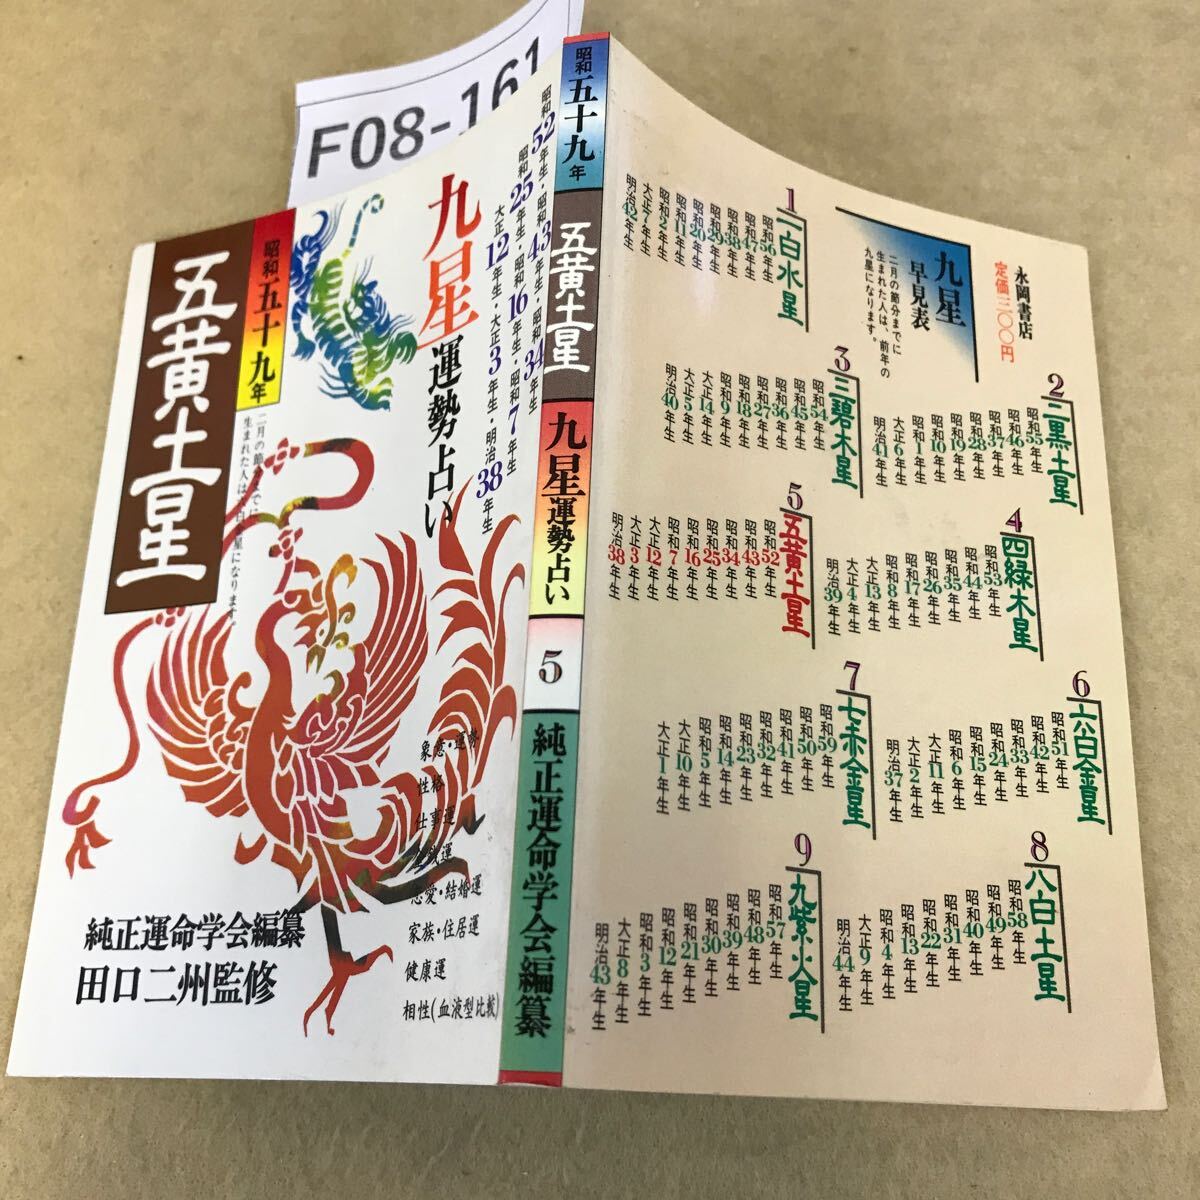 F08-161
昭和五十九年
五黄土星
二月の節分までに
生まれた人は
星になります。
九星運勢占い
昭和52年生・昭和43年生・昭和34年生
昭和25年生・昭和16年生・昭和7年生
大正12年生・大正3年生・明治38年生
象意・運勢
性格
仕事運
恋愛・結婚運
家族・住居運
健康運
相性(血液型比較)
純正運命学会編纂
田口二州監修
昭和五十九年
五黄土星
九星運勢占い
5
純正運命学会編纂
永岡書店
定価三〇〇円
九星
早見表
二月の節分までに
生まれた人は、前年の
九星になります。
1
一白水星
昭和56年生
昭和47年生
昭和38年生
昭和29年生
昭和20年生
昭和11年生
昭和2年生
大正7年生
明治42年生
2
二黒土星
昭和55年生
昭和46年生
昭和37年生
昭和28年生
昭和19年生
昭和10年生
昭和1年生
大正6年生
明治41年生
3
三碧木星
昭和54年生
昭和45年生
昭和36年生
昭和27年生
昭和18年生
昭和9年生
大正14年生
大正5年生
明治40年生
4
四緑木星
昭和53年生
昭和44年生
昭和35年生
昭和26年生
昭和17年生
昭和8年生
大正13年生
大正4年生
明治39年生
5
五黄土星
昭和52年生
昭和43年生
昭和34年生
昭和25年生
昭和16年生
昭和7年生
大正12年生
大正3年生
明治38年生
6
六白金星
昭和51年生
昭和42年生
昭和33年生
昭和24年生
昭和15年生
昭和6年生
大正11年生
大正2年生
明治37年生
7
七赤金星
昭和59年生
昭和50年生
昭和41年生
昭和32年生
昭和23年生
昭和14年生
昭和5年生
大正10年生
大正1年生
8
八白土星
昭和58年生
昭和49年生
昭和40年生
昭和31年生
昭和22年生
昭和13年生
昭和4年生
大正9年生
明治44年生
9
九紫火星
昭和57年生
昭和48年生
昭和39年生
昭和30年生
昭和21年生
昭和12年生
昭和3年生
大正8年生
明治43年生